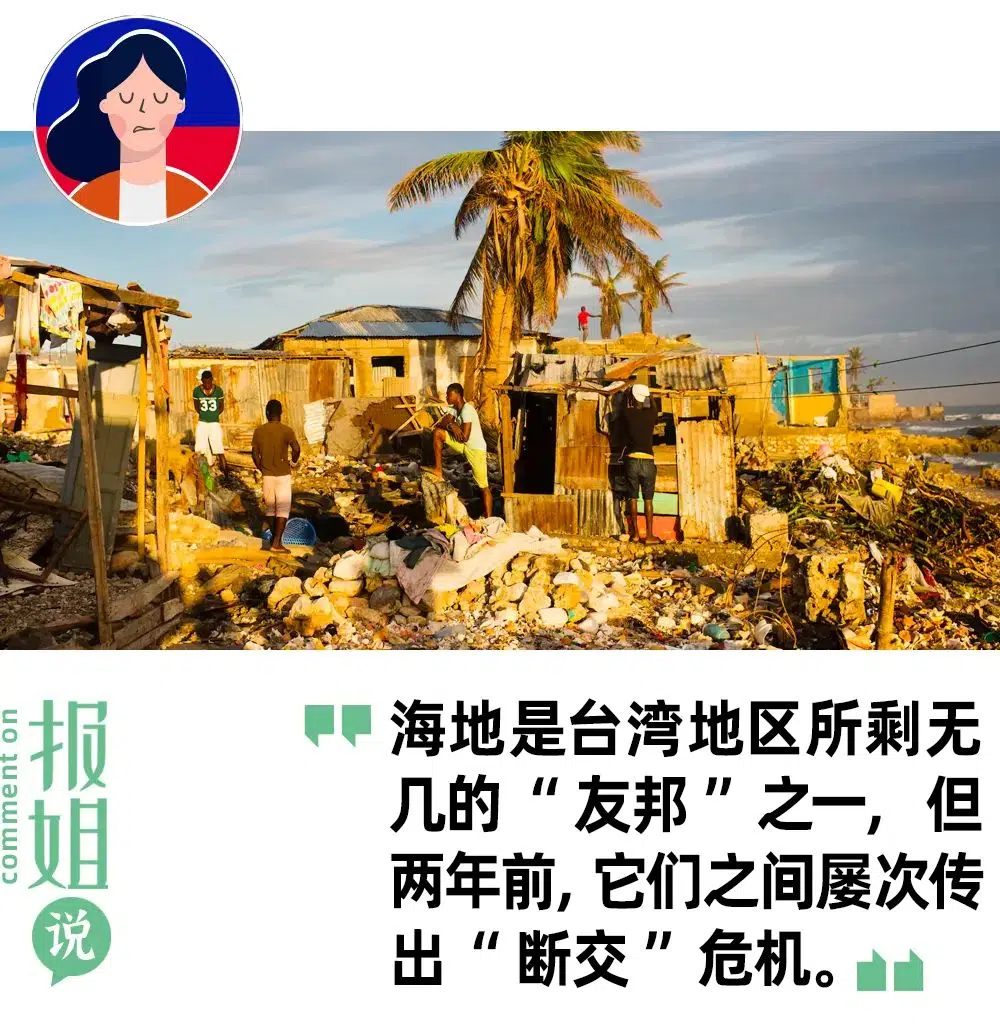 33
comment on
报姐
说
海地是台湾地区所剩无
几的“友邦”之一，但
两年前，它们之间屡次传
出“断交”危机。